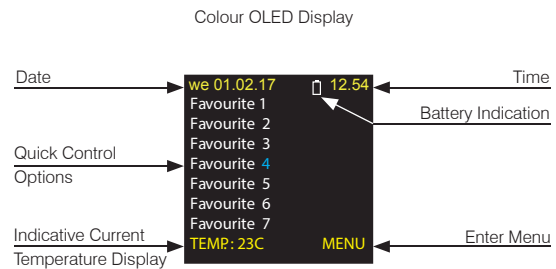 Colour OLED Display
Date
we 01.02.17 12.54
Time
Favourite 1
Battery Indication
Favourite 2
Favourite 3
Quick Control
Options
Favourite 4
Favourite 5
Favourite 6
Favourite 7
Indicative Current
Temperature Display
TEMP: 23C MENU
Enter Menu